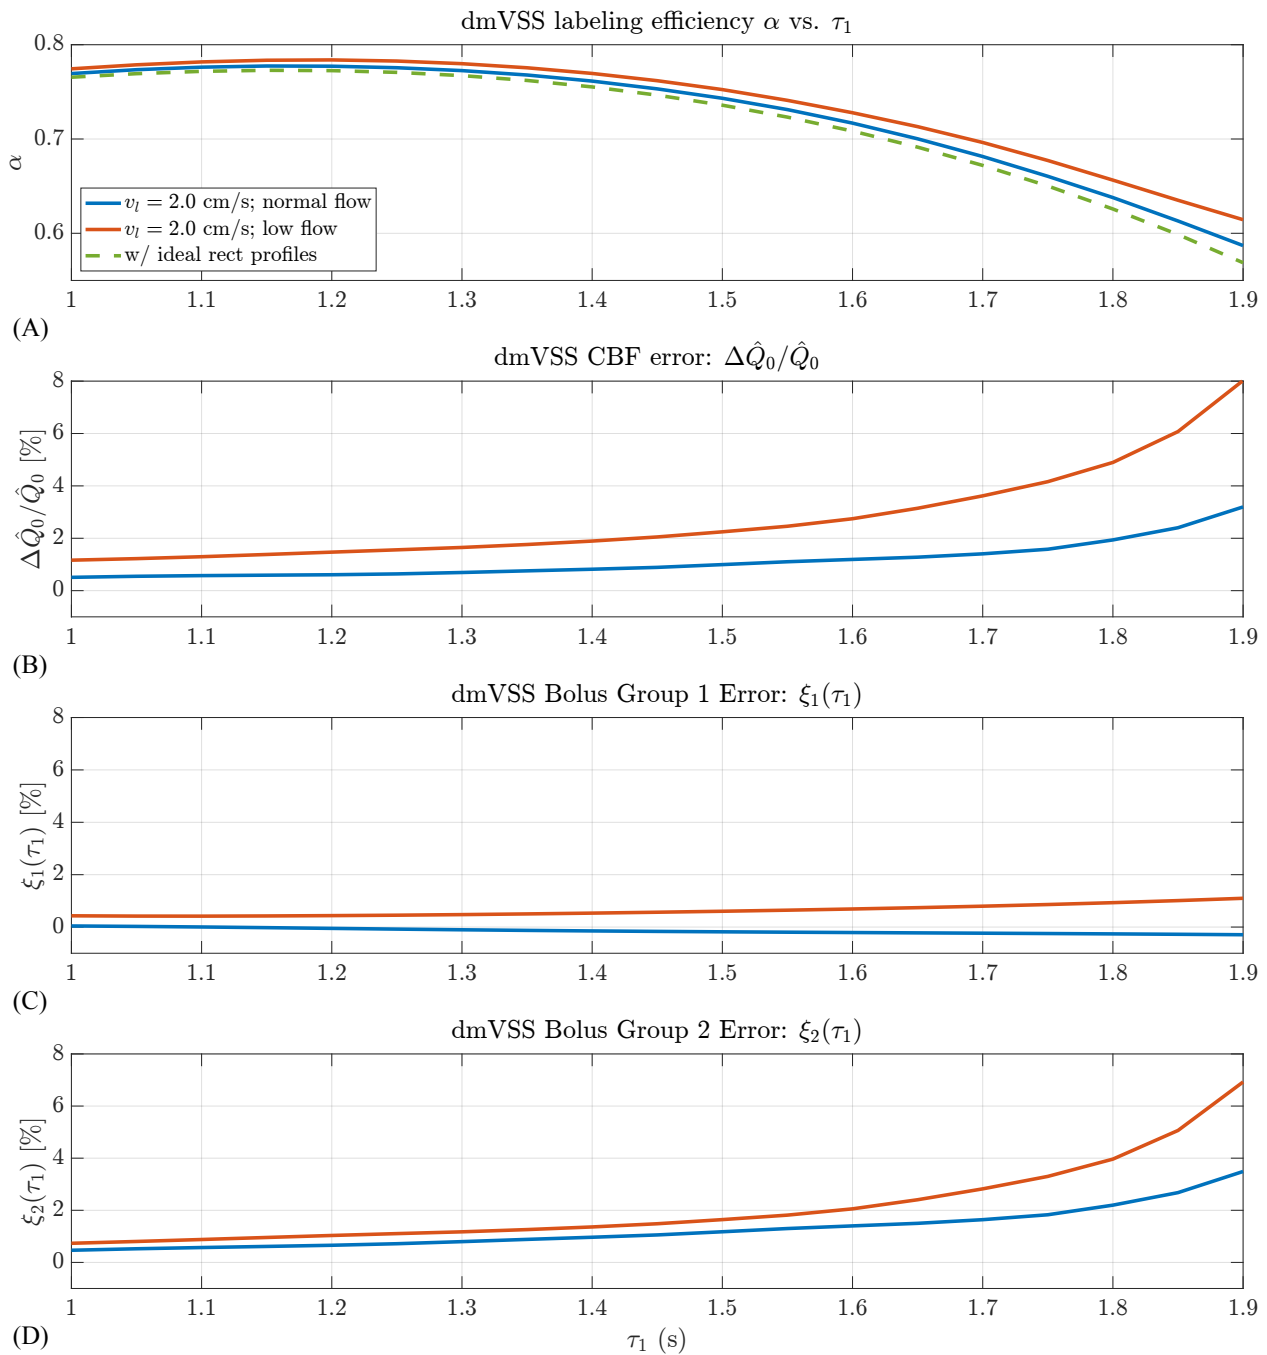 dmVSS labeling efficiency α vs. τ₁
0.8
0.7
0.6
α
v_l = 2.0 cm/s; normal flow
v_l = 2.0 cm/s; low flow
w/ ideal rect profiles
1 1.1 1.2 1.3 1.4 1.5 1.6 1.7 1.8 1.9
(A)
dmVSS CBF error: ΔQ̂₀/Q̂₀
8
6
4
2
0
ΔQ̂₀/Q̂₀ [%]
1 1.1 1.2 1.3 1.4 1.5 1.6 1.7 1.8 1.9
(B)
dmVSS Bolus Group 1 Error: ξ₁(τ₁)
8
6
4
2
0
ξ₁(τ₁) [%]
1 1.1 1.2 1.3 1.4 1.5 1.6 1.7 1.8 1.9
(C)
dmVSS Bolus Group 2 Error: ξ₂(τ₁)
8
6
4
2
0
ξ₂(τ₁) [%]
1 1.1 1.2 1.3 1.4 1.5 1.6 1.7 1.8 1.9
(D)
τ₁ (s)